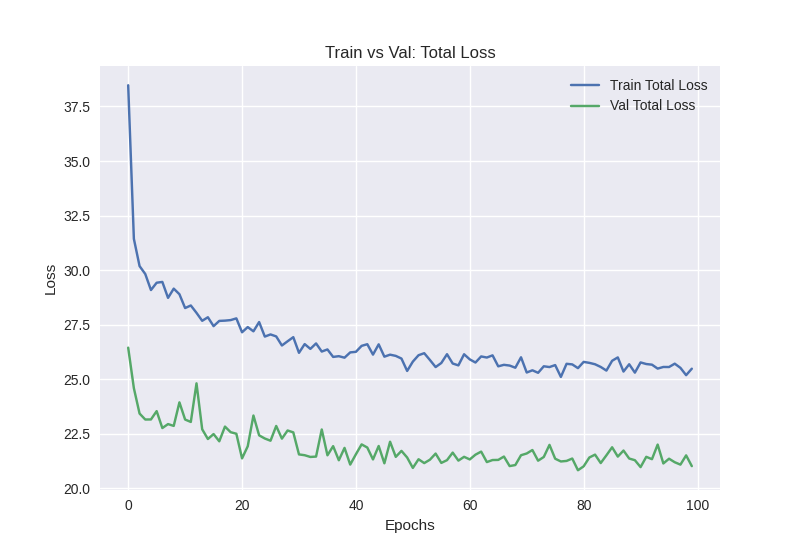 Train vs Val: Total Loss
Train Total Loss
Val Total Loss
37.5
35.0
32.5
30.0
27.5
25.0
22.5
20.0
Loss
0
20
40
60
80
100
Epochs